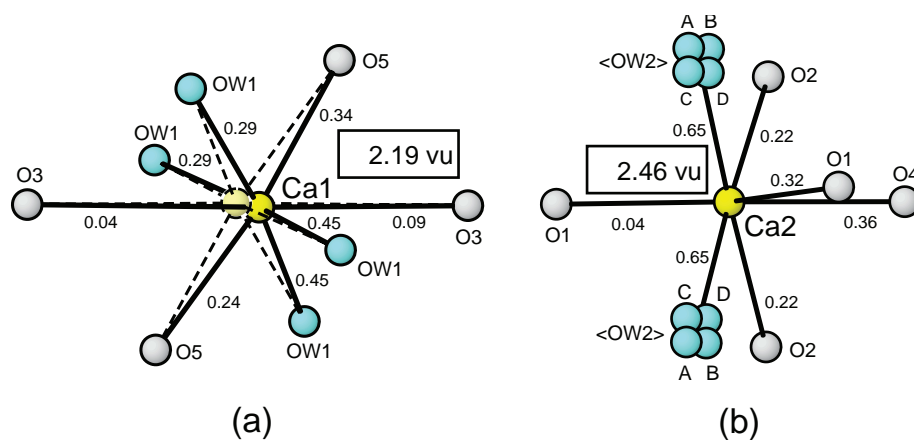 OW1
O5
0.29
0.34
OW1
0.29
2.19 vu
O3
Ca1
0.04
0.45
0.09
O3
OW1
0.45
0.24
OW1
O5
(a)
A B
<OW2>
O2
C D
0.65
0.22
2.46 vu
O1
0.32
O4
O1
0.04
Ca2
0.36
0.65
C D
0.22
<OW2>
O2
A B
(b)